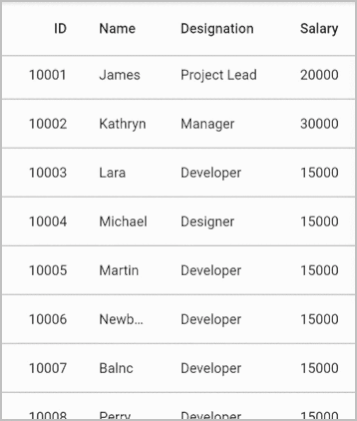 ID Name Designation Salary
10001 James Project Lead 20000
10002 Kathryn Manager 30000
10003 Lara Developer 15000
10004 Michael Designer 15000
10005 Martin Developer 15000
10006 Newb... Developer 15000
10007 Balnc Developer 15000
10008 Perry Developer 15000